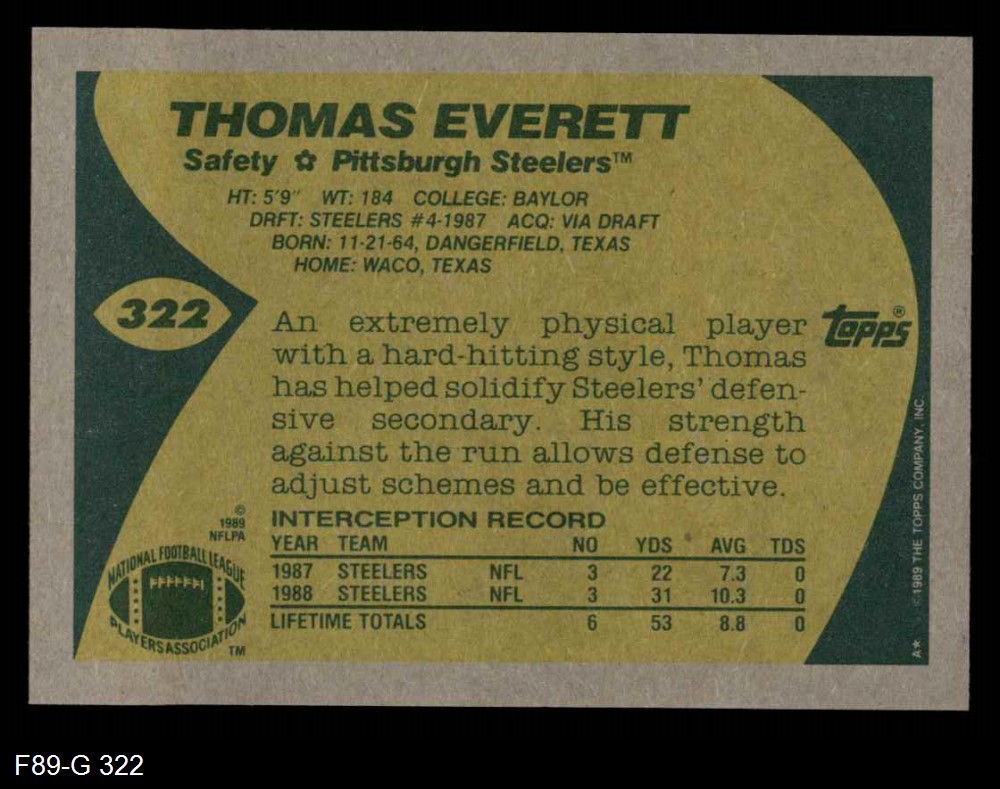 THOMAS EVERETT
Safety ✿ Pittsburgh Steelers™
HT: 5'9" WT: 184 COLLEGE: BAYLOR
DRFT: STEELERS #4-1987 ACQ: VIA DRAFT
BORN: 11-21-64, DANGERFIELD, TEXAS
HOME: WACO, TEXAS
322
An extremely physical player
with a hard-hitting style, Thomas
has helped solidify Steelers' defen-
sive secondary. His strength
against the run allows defense to
adjust schemes and be effective.
topps®
© 1989 THE TOPPS COMPANY, INC.
A*
©
1989
NFLPA
NATIONAL FOOTBALL LEAGUE
PLAYERS ASSOCIATION
TM
INTERCEPTION RECORD
YEAR TEAM NO YDS AVG TDS
1987 STEELERS NFL 3 22 7.3 0
1988 STEELERS NFL 3 31 10.3 0
LIFETIME TOTALS 6 53 8.8 0
F89-G 322